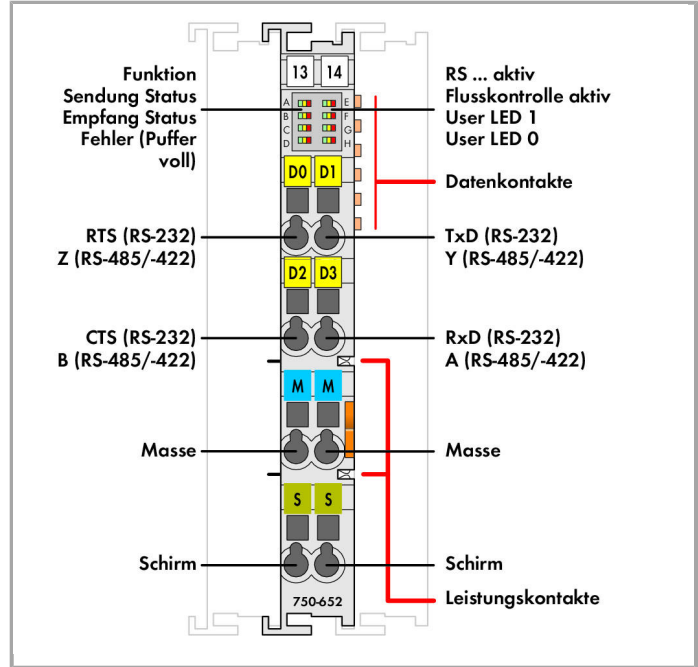 13 14
Funktion
Sendung Status
Empfang Status
Fehler (Puffer
voll)
RS ... aktiv
Flusskontrolle aktiv
User LED 1
User LED 0
A E
B F
C G
D H
Datenkontakte
D0 D1
RTS (RS-232)
Z (RS-485/-422)
TxD (RS-232)
Y (RS-485/-422)
D2 D3
CTS (RS-232)
B (RS-485/-422)
RxD (RS-232)
A (RS-485/-422)
M M
Masse
Masse
S S
Schirm
Schirm
Leistungskontakte
750-652